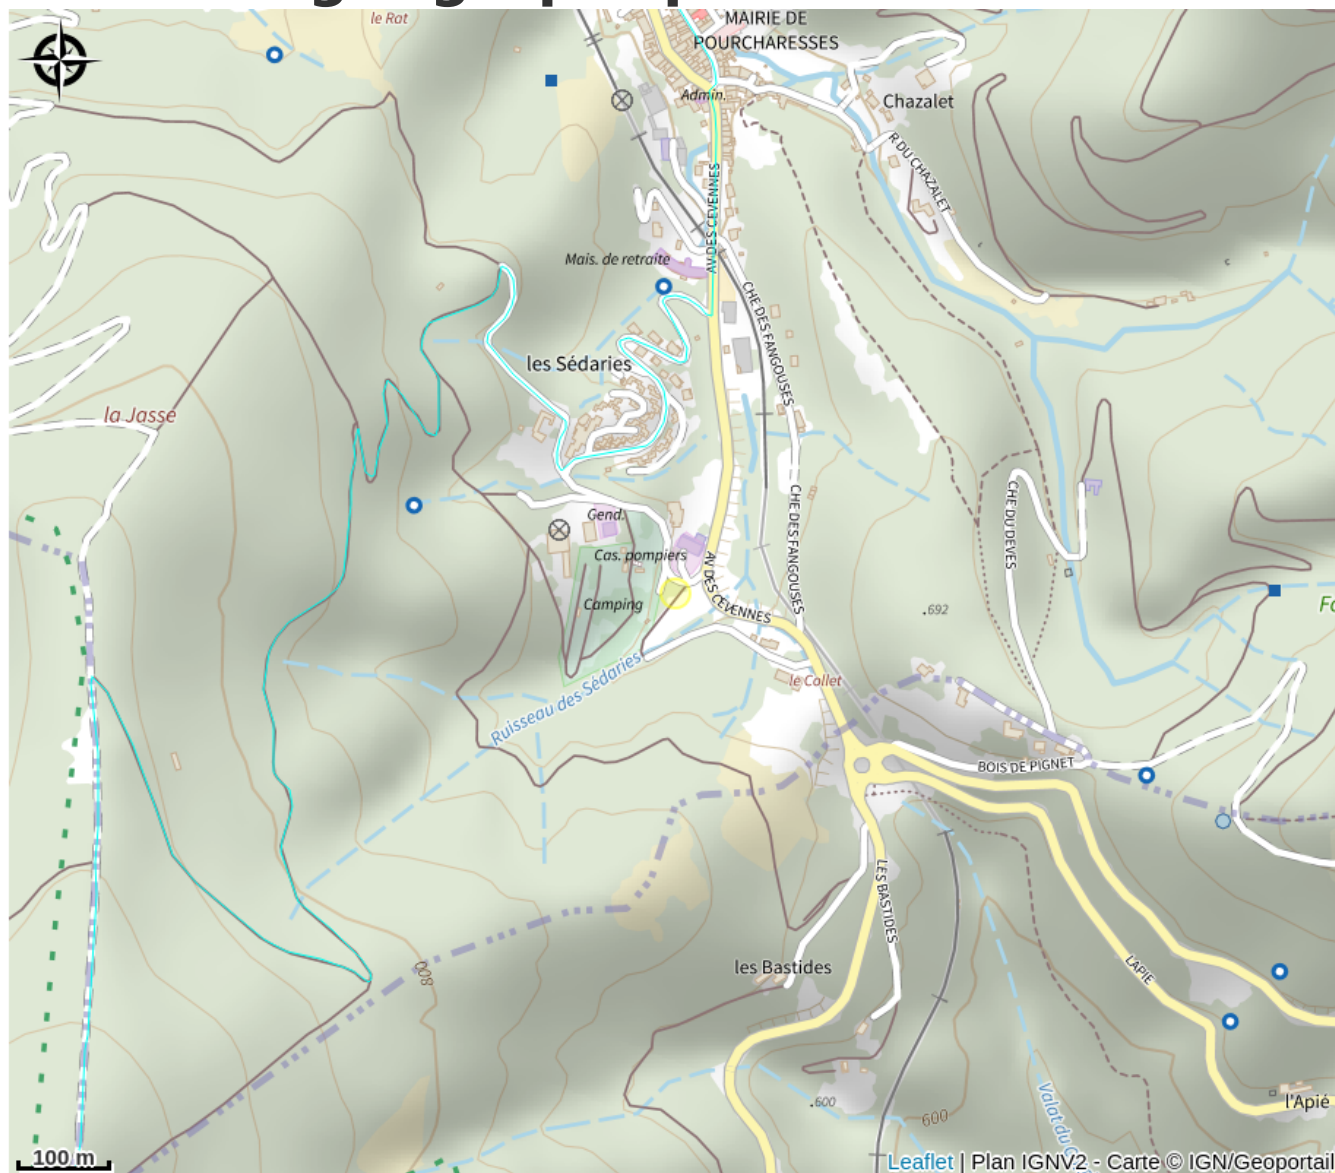 le Rat
MAIRIE DE
POURCHARESSES
Admin.
Chazalet
R DU CHAZALET
AV DES CEVENNES
Mais. de retraite
CHE DES FANGOUSES
les Sédaries
la Jasse
CHE DES FANGOUSES
CHE DU DEVES
Gend.
Cas. pompiers
AV DES CEVENNES
Camping
.692
Ruisseau des Sédaries
le Collet
BOIS DE PIGNET
LES BASTIDES
les Bastides
800
LAPIE
.600
600
l'Apié
100 m
Leaflet | Plan IGNV2 - Carte © IGN/Geoportail